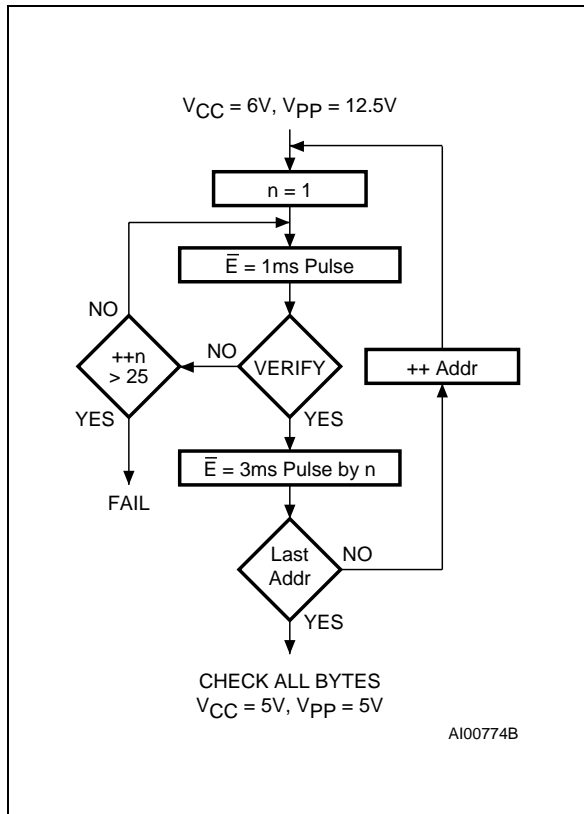 VCC = 6V, VPP = 12.5V
n = 1
E̅ = 1ms Pulse
NO
++n
> 25
NO
VERIFY
++ Addr
YES
YES
E̅ = 3ms Pulse by n
FAIL
Last
Addr
NO
YES
CHECK ALL BYTES
VCC = 5V, VPP = 5V
AI00774B